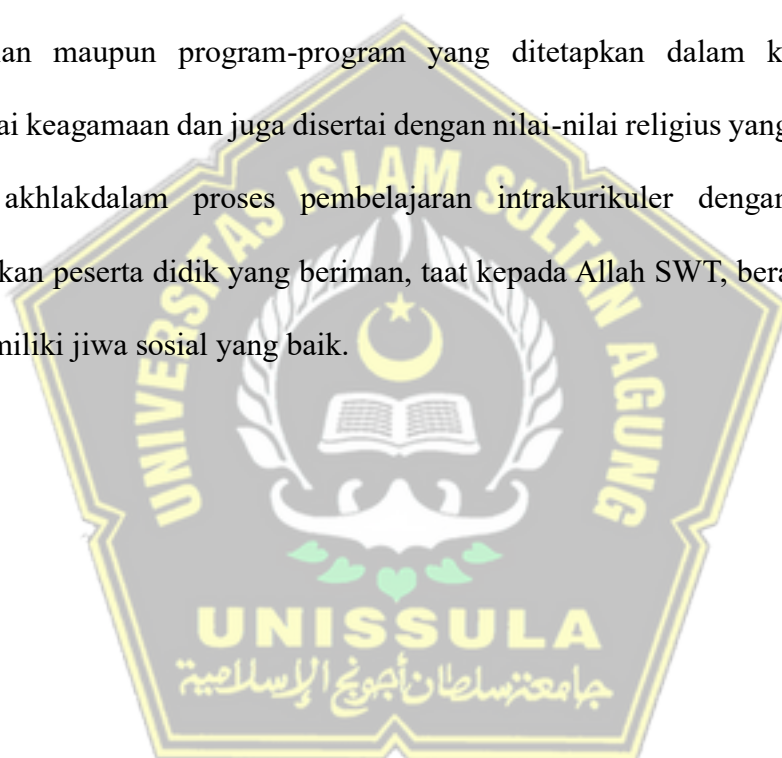 an maupun program-program yang ditetapkan dalam k
ai keagamaan dan juga disertai dengan nilai-nilai religius yang
akhlakdalam proses pembelajaran intrakurikuler dengan
kan peserta didik yang beriman, taat kepada Allah SWT, bera
miliki jiwa sosial yang baik.
UNIVERSITAS ISLAM SULTAN AGUNG
UNISSULA
جامعة سلطان أجونج الإسلامية